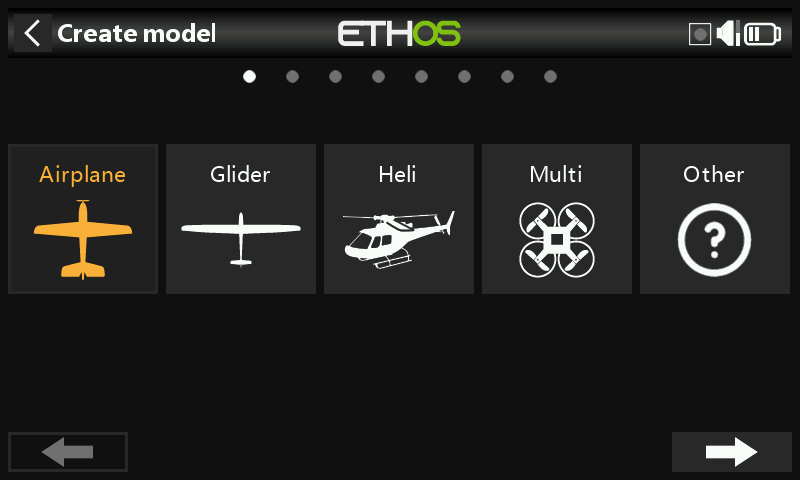 Create model
ETHOS
Airplane
Glider
Heli
Multi
Other
?